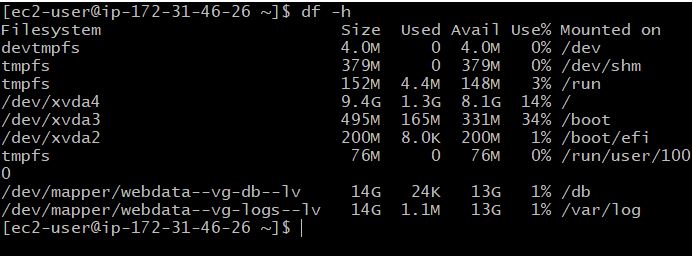 [ec2-user@ip-172-31-46-26 ~]$ df -h
Filesystem                        Size  Used Avail Use% Mounted on
devtmpfs                          4.0M     0  4.0M   0% /dev
tmpfs                             379M     0  379M   0% /dev/shm
tmpfs                             152M  4.4M  148M   3% /run
/dev/xvda4                        9.4G  1.3G  8.1G  14% /
/dev/xvda3                        495M  165M  331M  34% /boot
/dev/xvda2                        200M  8.0K  200M   1% /boot/efi
tmpfs                              76M     0   76M   0% /run/user/100
0
/dev/mapper/webdata--vg-db--lv     14G   24K   13G   1% /db
/dev/mapper/webdata--vg-logs--lv   14G  1.1M   13G   1% /var/log
[ec2-user@ip-172-31-46-26 ~]$